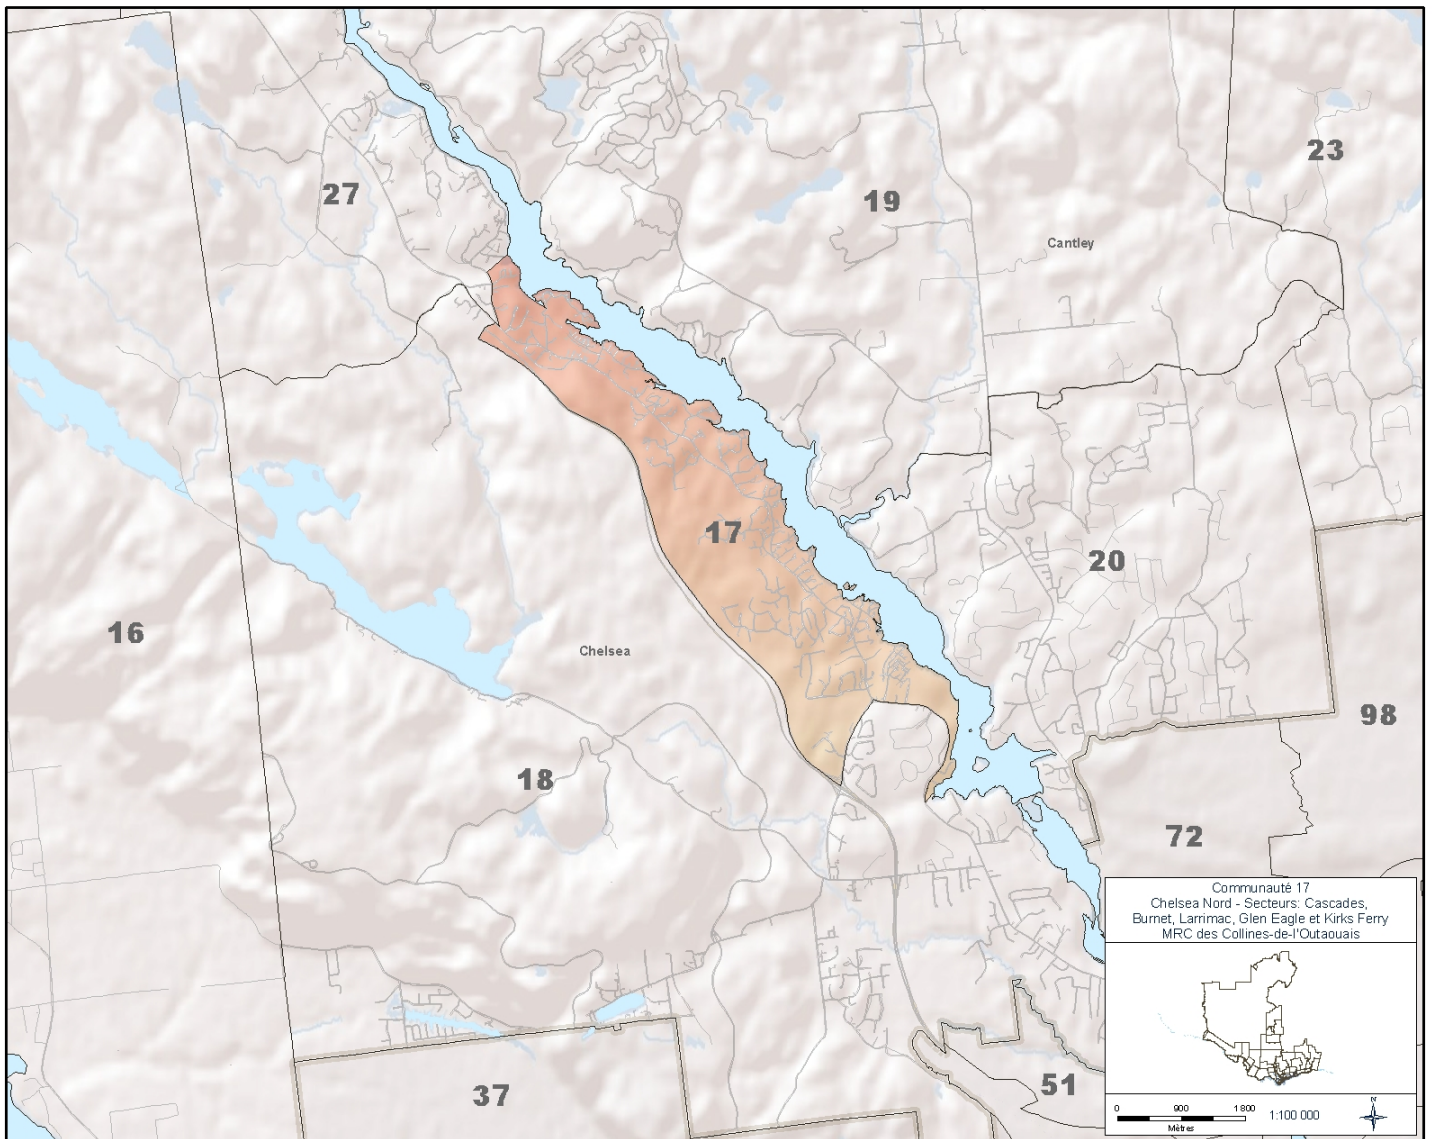 23
27
19
Cantley
17
20
16
Chelsea
98
18
72
37
51
Communauté 17
Chelsea Nord - Secteurs: Cascades,
Burnet, Larrimac, Glen Eagle et Kirks Ferry
MRC des Collines-de-l'Outaouais
N
0 900 1 800
1:100 000
Mètres